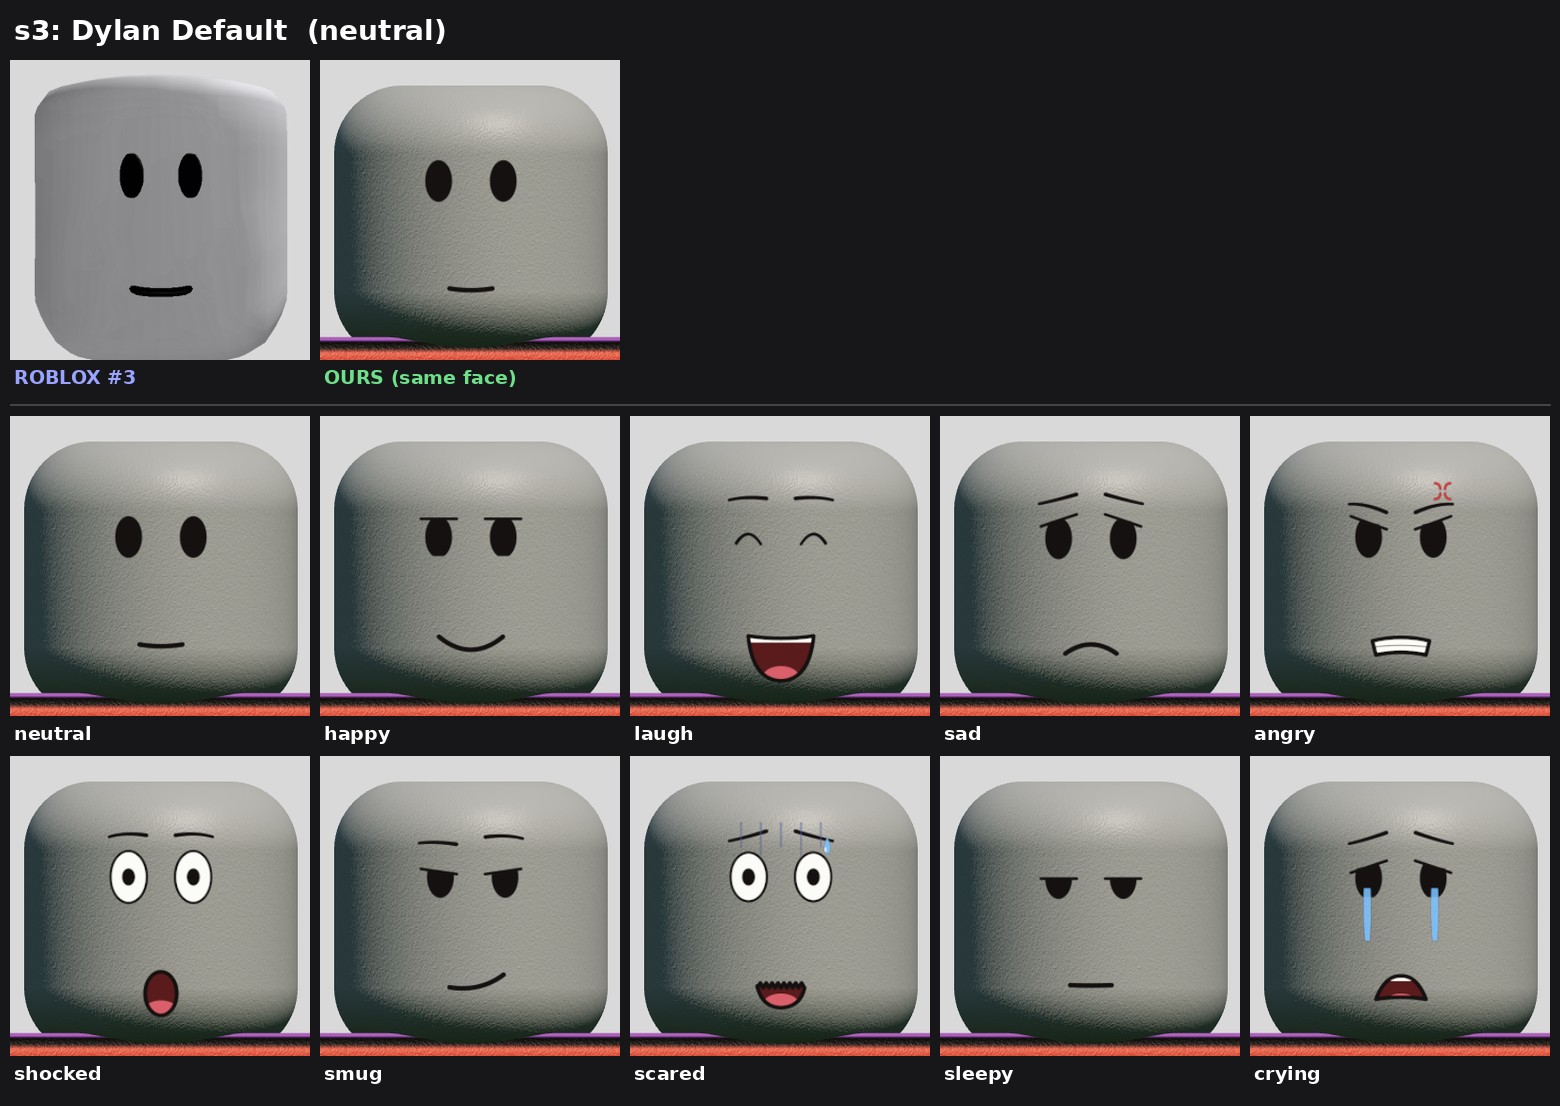 s3: Dylan Default  (neutral)
ROBLOX #3
OURS (same face)
neutral
happy
laugh
sad
angry
shocked
smug
scared
sleepy
crying